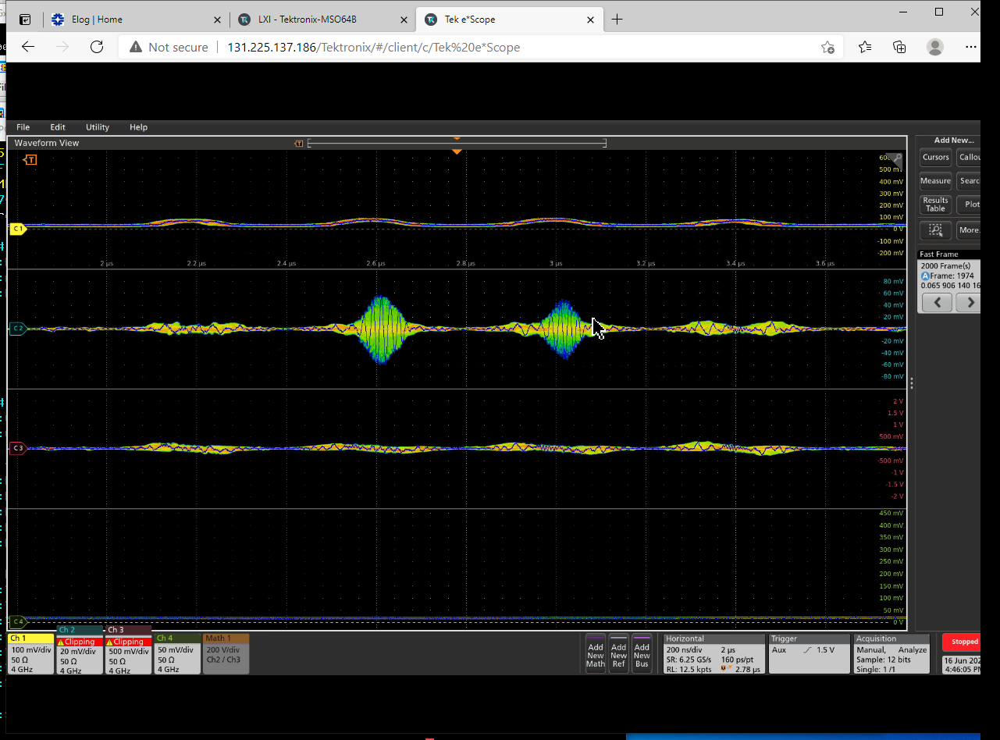 Elog | Home
LXI - Tektronix-MSO64B
Tek e*Scope
Not secure
131.225.137.186/Tektronix/#/client/c/Tek%20e*Scope
File Edit Utility Help
Waveform View
T
T
Add New...
Cursors
Measure
Results
Table
Plot
More
Fast Frame
2000 Frame(s)
A Frame: 1974
0.065 906 140 16
500 mV
400 mV
300 mV
200 mV
100 mV
0 V
-100 mV
-200 mV
C1
2 µs 2.2 µs 2.4 µs 2.6 µs 2.8 µs 3 µs 3.2 µs 3.4 µs 3.6 µs
80 mV
60 mV
40 mV
20 mV
-20 mV
-40 mV
-60 mV
-80 mV
C2
2 V
1.5 V
1 V
500 mV
-500 mV
-1 V
-1.5 V
-2 V
C3
450 mV
400 mV
350 mV
300 mV
250 mV
200 mV
150 mV
100 mV
50 mV
0 V
C4
Ch 1
100 mV/div
50 Ω
4 GHz
Ch 2
Clipping
20 mV/div
50 Ω
4 GHz
Ch 3
Clipping
500 mV/div
50 Ω
4 GHz
Ch 4
50 mV/div
50 Ω
4 GHz
Math 1
200 V/div
Ch2 / Ch3
Add
New
Math
Add
New
Ref
Add
New
Bus
Horizontal
200 ns/div 2 µs
SR: 6.25 GS/s 160 ps/pt
RL: 12.5 kpts 2.78 µs
Trigger
Aux 1.5 V
Acquisition
Manual, Analyze
Sample: 12 bits
Single: 1 /1
Stopped
16 Jun 202
4:46:05 PM